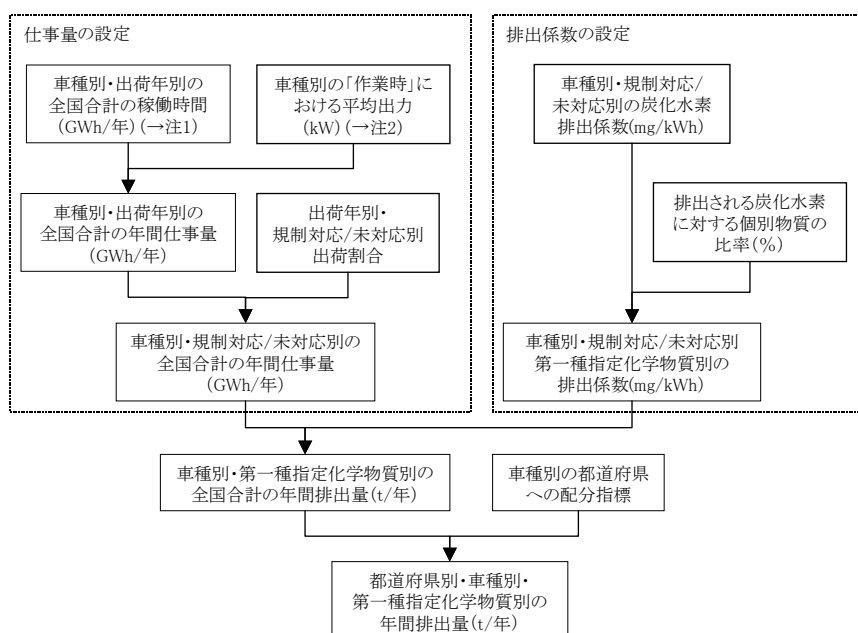 仕事量の設定
車種別・出荷年別の
全国合計の稼働時間
(GWh/年)(→注1)
車種別の「作業時」に
おける平均出力
(kW)(→注2)
車種別・出荷年別の
全国合計の年間仕事量
(GWh/年)
出荷年別・
規制対応/未対応別
出荷割合
車種別・規制対応/未対応別の
全国合計の年間仕事量
(GWh/年)
排出係数の設定
車種別・規制対応/
未対応別の炭化水素
排出係数(mg/kWh)
排出される炭化水素
に対する個別物質の
比率(%)
車種別・規制対応/未対応別
第一種指定化学物質別の
排出係数(mg/kWh)
車種別・第一種指定化学物質別の
全国合計の年間排出量(t/年)
車種別の都道府県
への配分指標
都道府県別・車種別・
第一種指定化学物質別の
年間排出量(t/年)